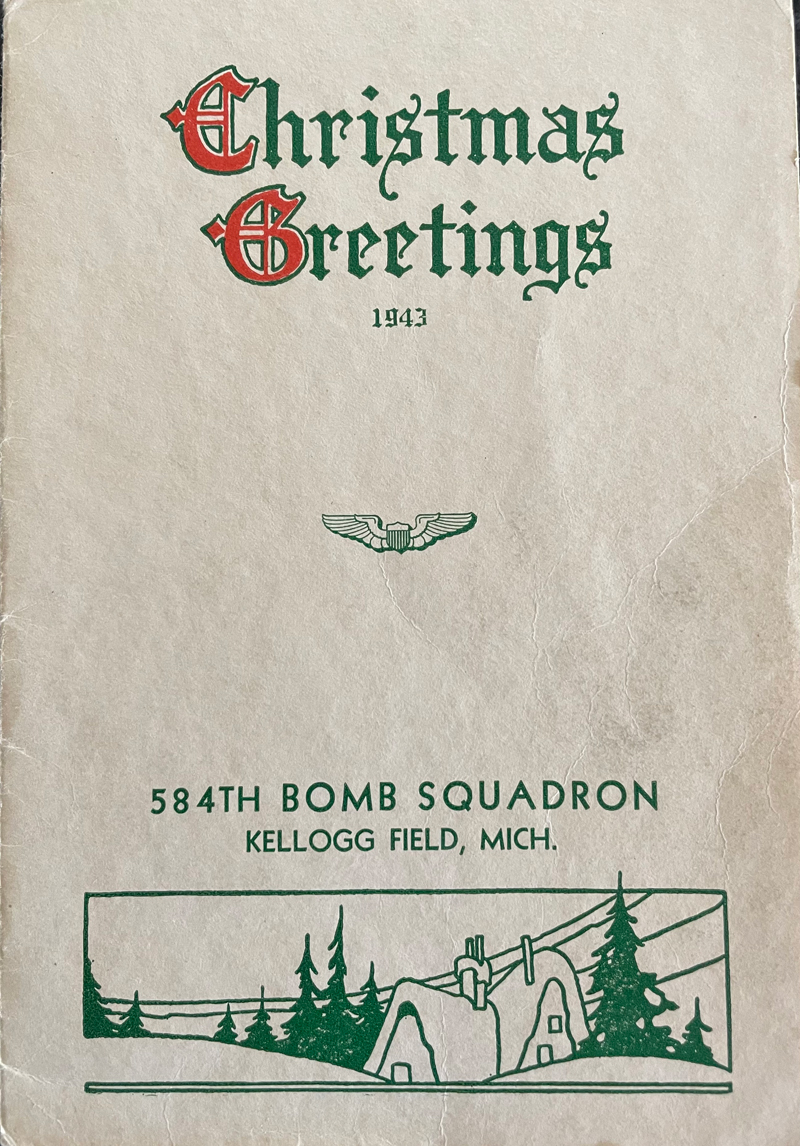 Christmas
Greetings
1943
584TH BOMB SQUADRON
KELLOGG FIELD, MICH.